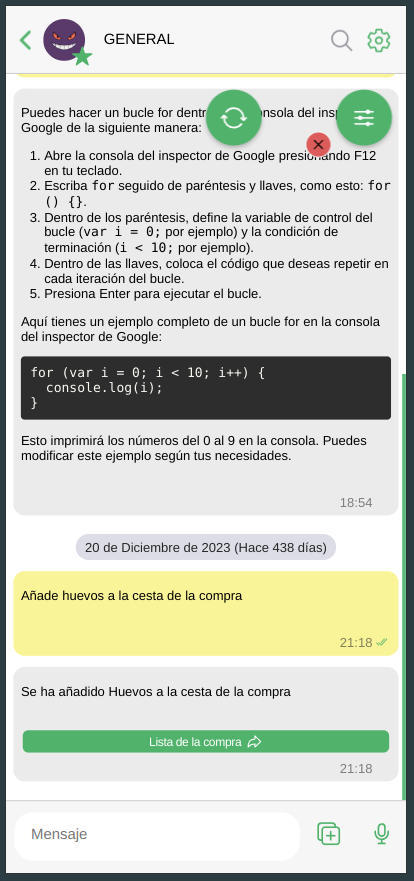 GENERAL
Puedes hacer un bucle for dentr onsola del insp
Google de la siguiente manera:
1. Abre la consola del inspector de Google presionando F12
en tu teclado.
2. Escriba for seguido de paréntesis y llaves, como esto: for
() {}.
3. Dentro de los paréntesis, define la variable de control del
bucle (var i = 0; por ejemplo) y la condición de
terminación (i < 10; por ejemplo).
4. Dentro de las llaves, coloca el código que deseas repetir en
cada iteración del bucle.
5. Presiona Enter para ejecutar el bucle.
Aquí tienes un ejemplo completo de un bucle for en la consola
del inspector de Google:
for (var i = 0; i < 10; i++) {
  console.log(i);
}
Esto imprimirá los números del 0 al 9 en la consola. Puedes
modificar este ejemplo según tus necesidades.
18:54
20 de Diciembre de 2023 (Hace 438 días)
Añade huevos a la cesta de la compra
21:18
Se ha añadido Huevos a la cesta de la compra
Lista de la compra
21:18
Mensaje